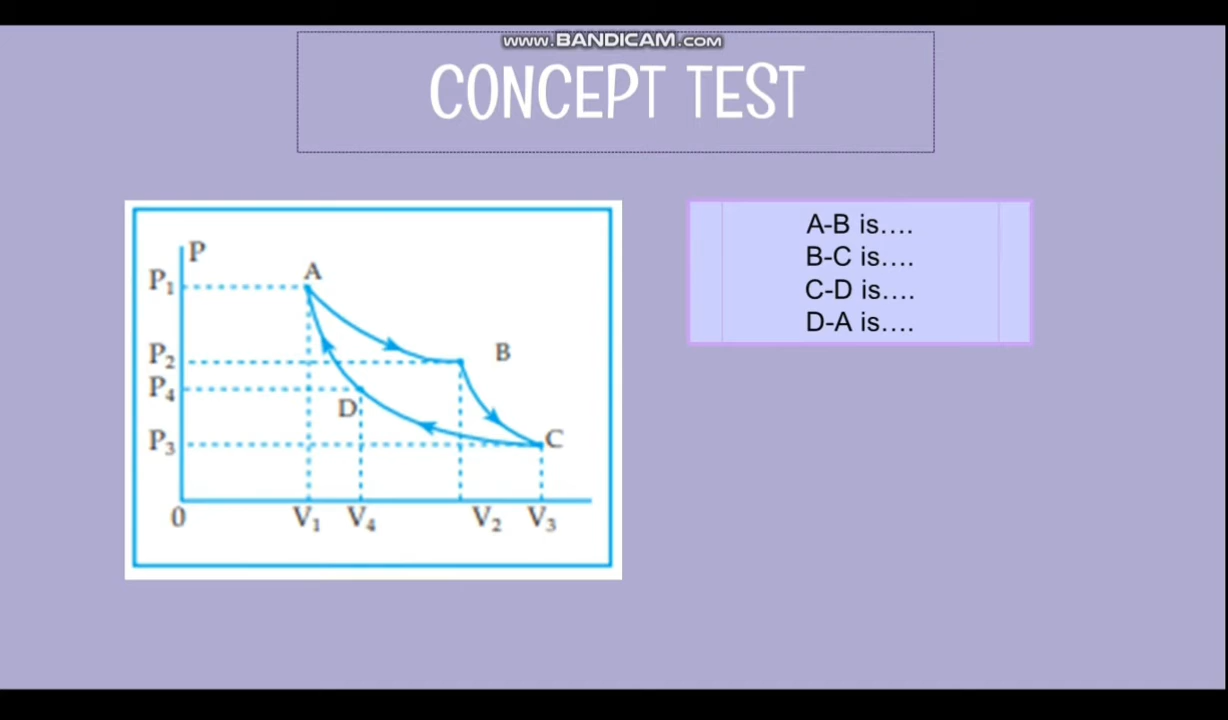 www.BANDICAM.com
CONCEPT TEST
P
A
P₁
P₂
B
P₄
D
P₃
C
0
V₁
V₄
V₂
V₃
A-B is....
B-C is....
C-D is....
D-A is....